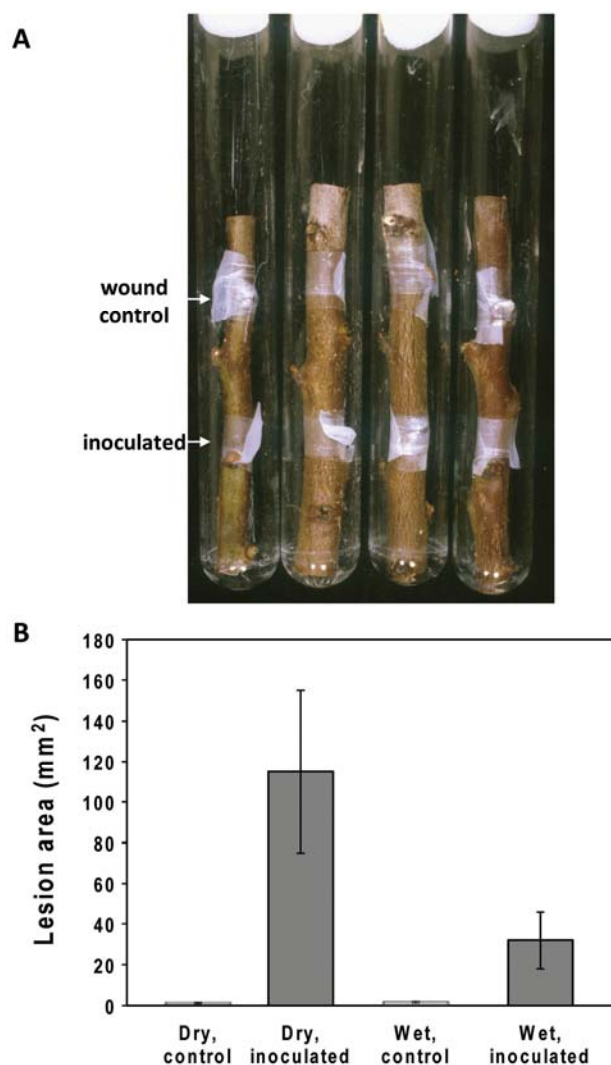 A
wound
control
inoculated
B
Lesion area (mm²)
180
160
140
120
100
80
60
40
20
0
Dry,
control
Dry,
inoculated
Wet,
control
Wet,
inoculated